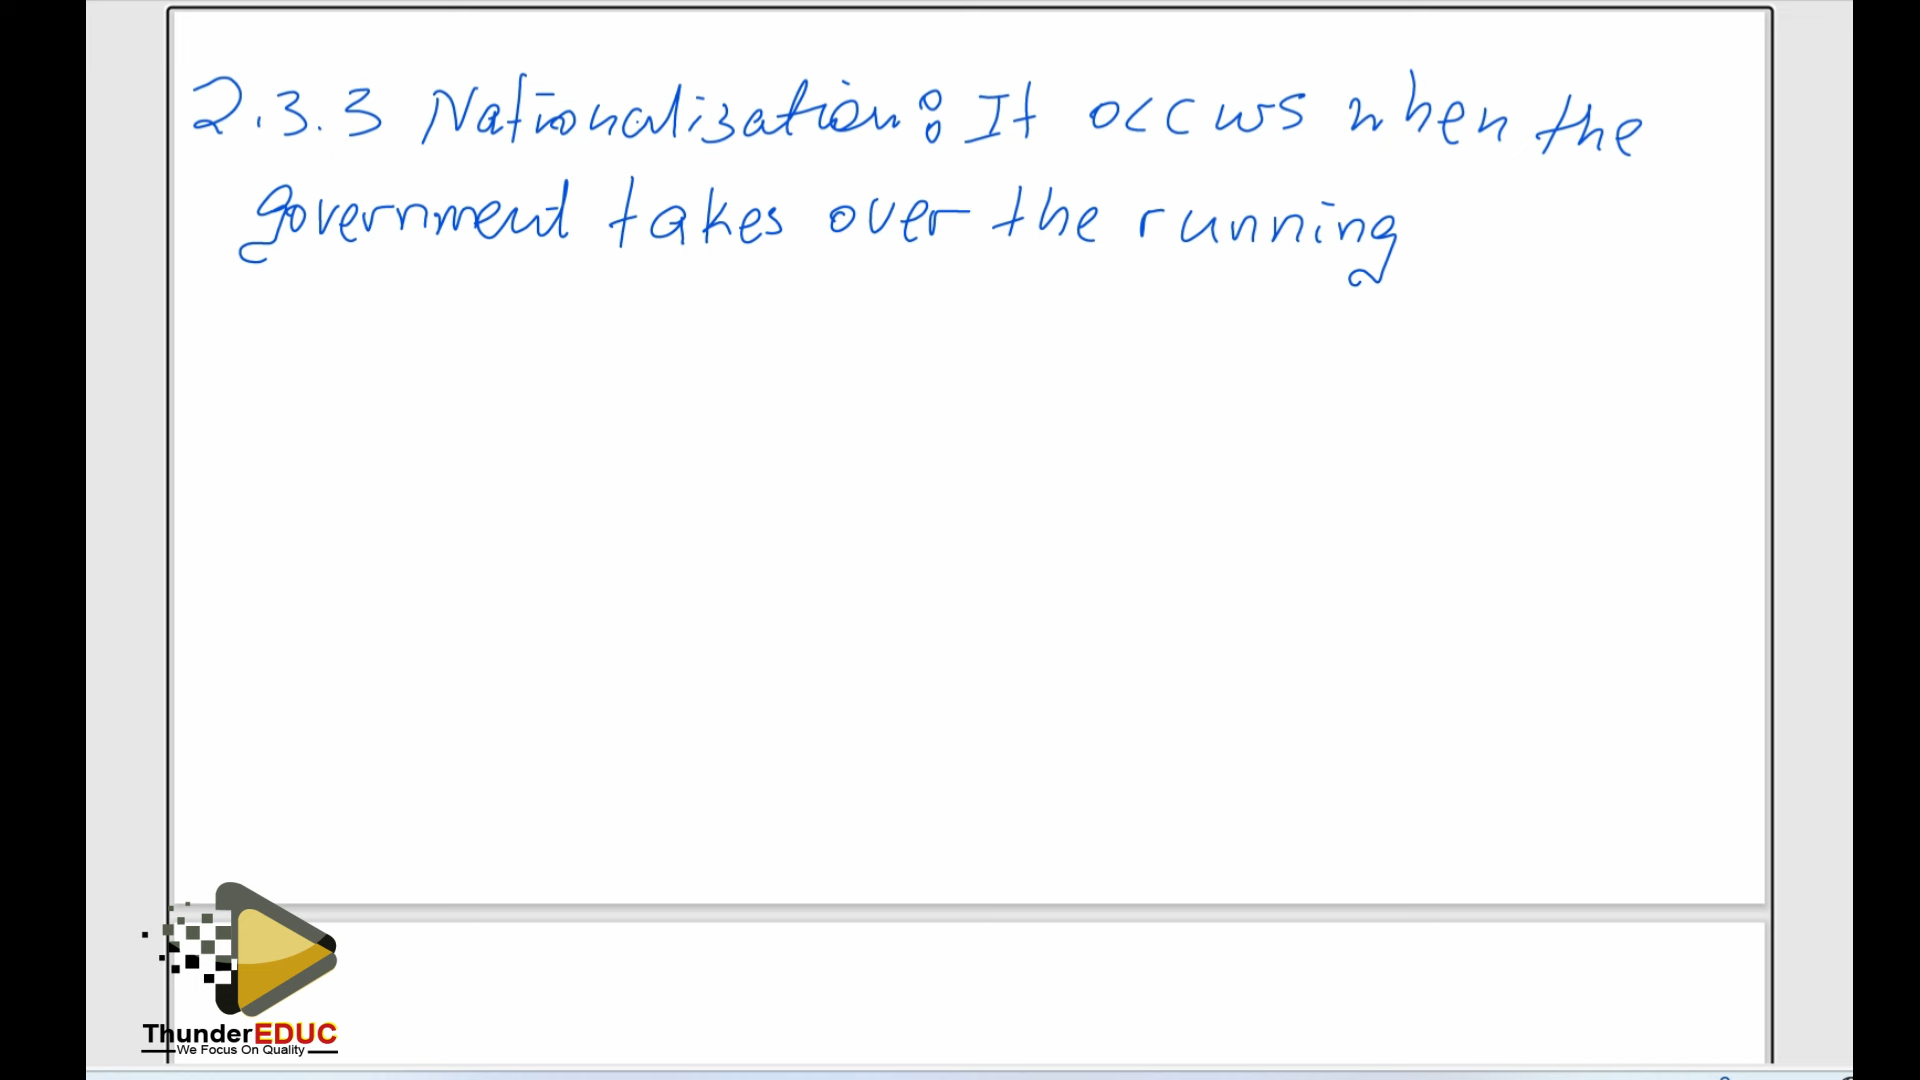 2.3.3 Nationalization: It occurs when the
government takes over the running
ThunderEDUC
We Focus On Quality